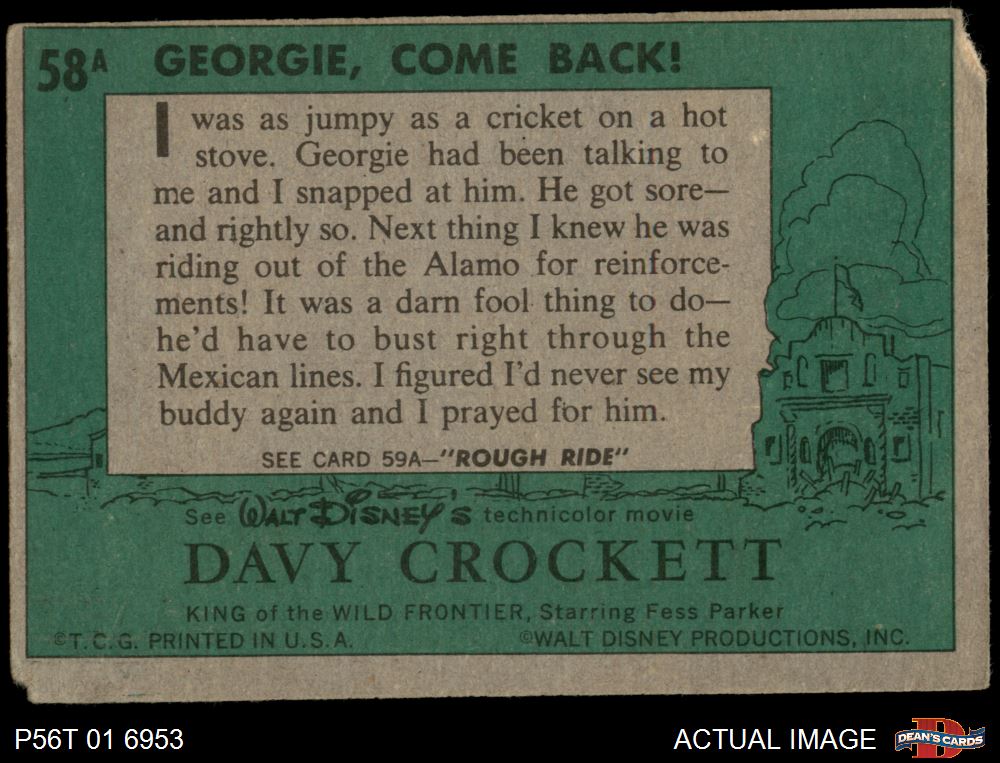 58A GEORGIE, COME BACK!
I was as jumpy as a cricket on a hot
stove. Georgie had been talking to
me and I snapped at him. He got sore—
and rightly so. Next thing I knew he was
riding out of the Alamo for reinforce-
ments! It was a darn fool thing to do—
he'd have to bust right through the
Mexican lines. I figured I'd never see my
buddy again and I prayed for him.
SEE CARD 59A—"ROUGH RIDE"
See WALT DISNEY'S technicolor movie
DAVY CROCKETT
KING of the WILD FRONTIER, Starring Fess Parker
©T.C.G. PRINTED IN U.S.A. ©WALT DISNEY PRODUCTIONS, INC.
P56T 01 6953 ACTUAL IMAGE D DEAN'S CARDS